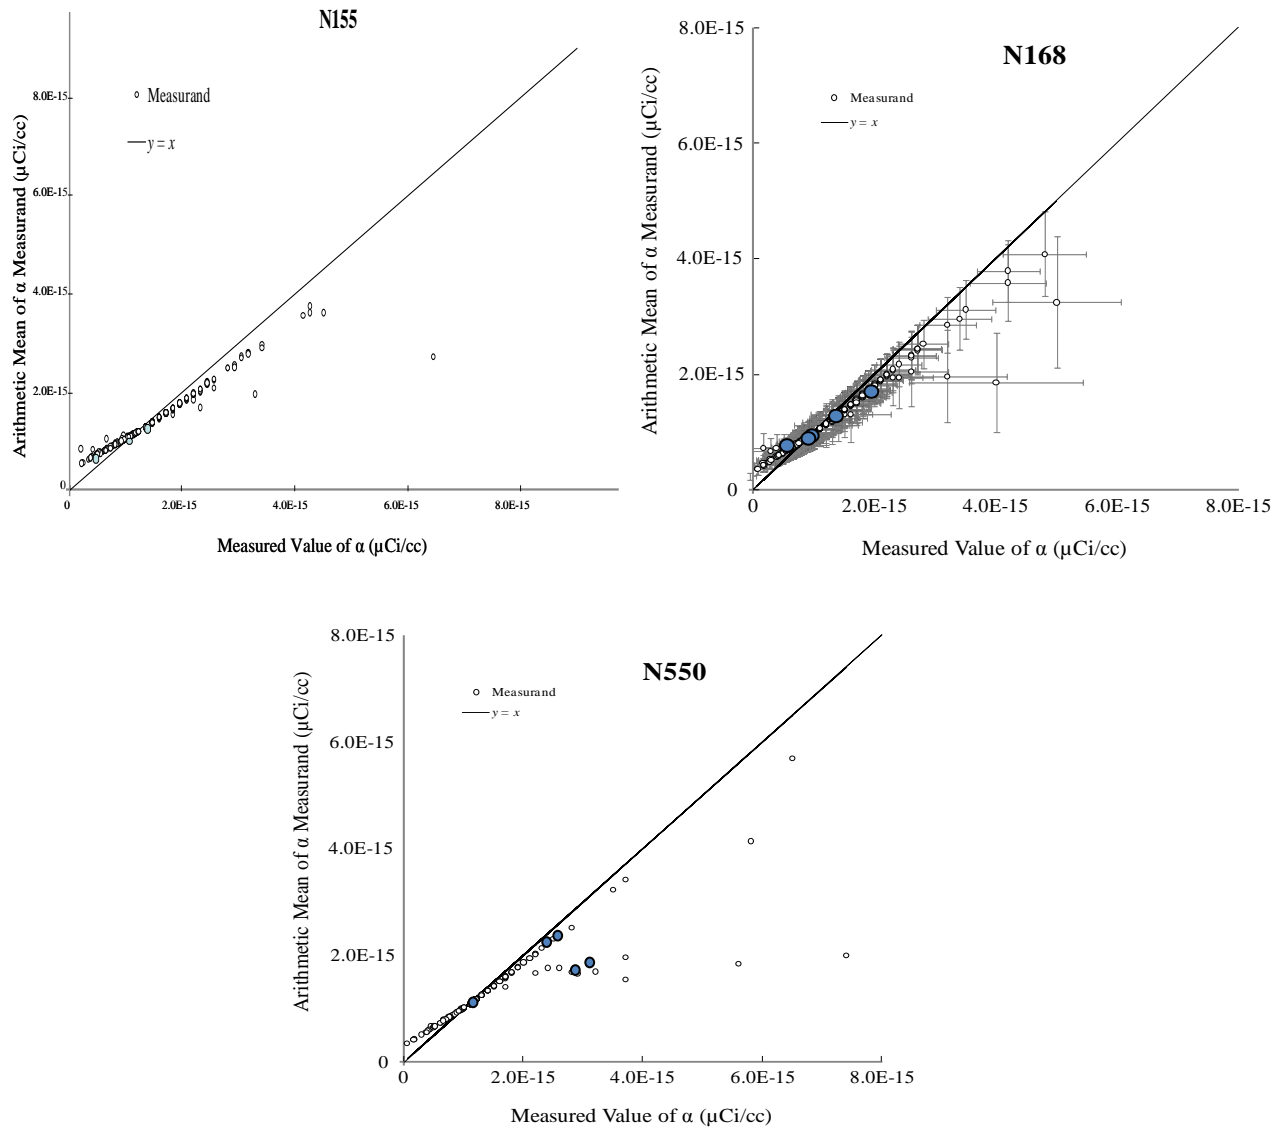 N155
Measurand
y = x
8.0E-15
6.0E-15
4.0E-15
2.0E-15
0
0 2.0E-15 4.0E-15 6.0E-15 8.0E-15
Arithmetic Mean of α Measurand (µCi/cc)
Measured Value of α (µCi/cc)
N168
Measurand
y = x
8.0E-15
6.0E-15
4.0E-15
2.0E-15
0
0 2.0E-15 4.0E-15 6.0E-15 8.0E-15
Arithmetic Mean of α Measurand (µCi/cc)
Measured Value of α (µCi/cc)
N550
Measurand
y = x
8.0E-15
6.0E-15
4.0E-15
2.0E-15
0
0 2.0E-15 4.0E-15 6.0E-15 8.0E-15
Arithmetic Mean of α Measurand (µCi/cc)
Measured Value of α (µCi/cc)